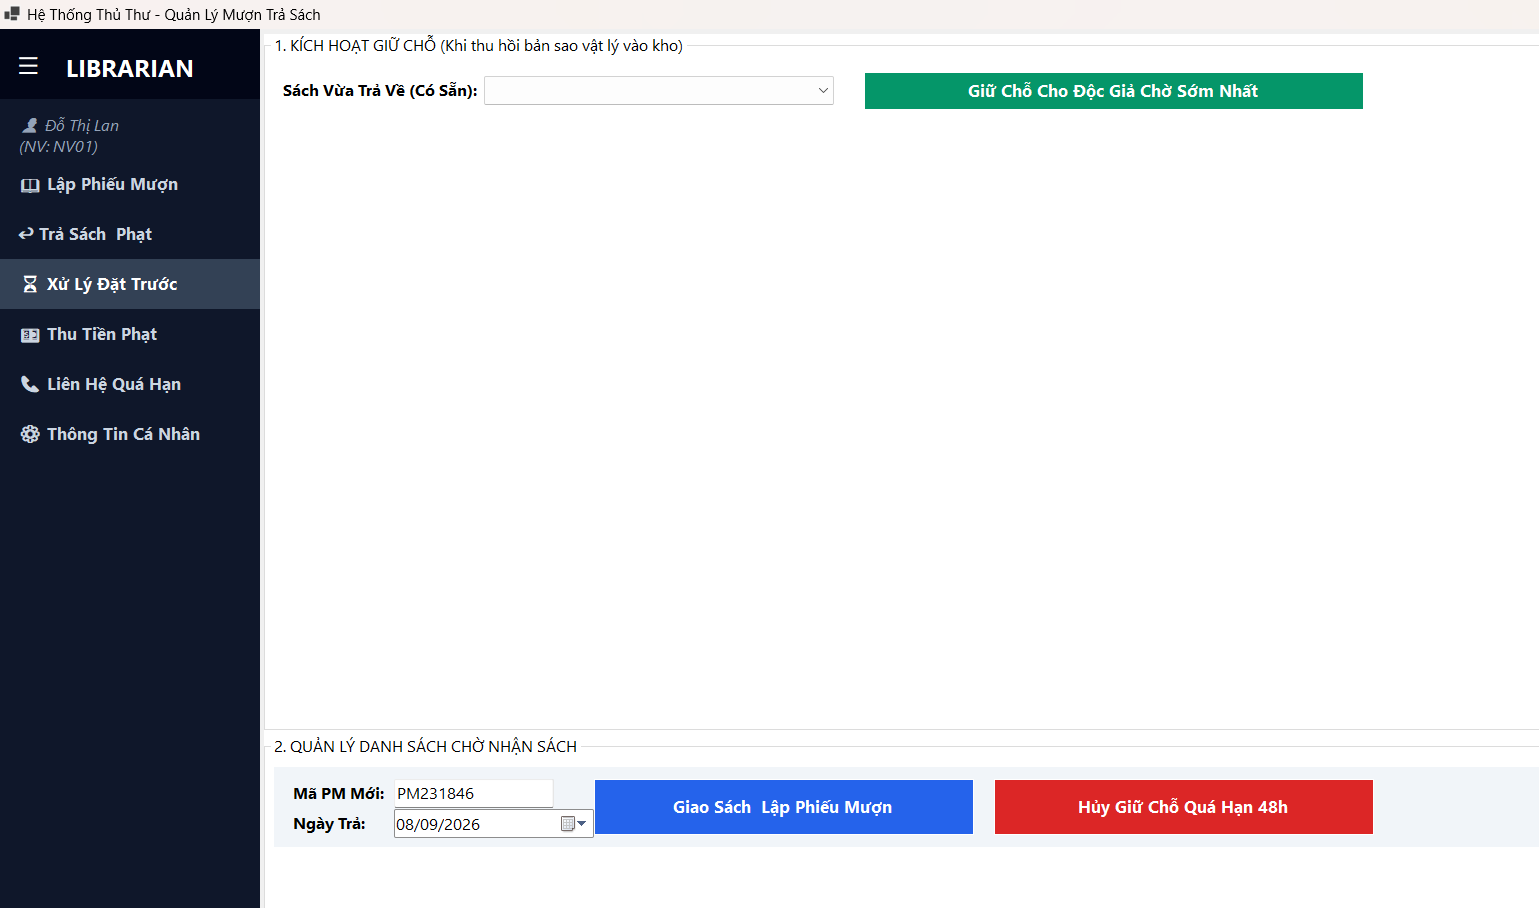 Hệ Thống Thủ Thư - Quản Lý Mượn Trả Sách
LIBRARIAN
Đỗ Thị Lan
(NV: NV01)
Lập Phiếu Mượn
Trả Sách  Phạt
Xử Lý Đặt Trước
Thu Tiền Phạt
Liên Hệ Quá Hạn
Thông Tin Cá Nhân
1. KÍCH HOẠT GIỮ CHỖ (Khi thu hồi bản sao vật lý vào kho)
Sách Vừa Trả Về (Có Sẵn):
Giữ Chỗ Cho Độc Giả Chờ Sớm Nhất
2. QUẢN LÝ DANH SÁCH CHỜ NHẬN SÁCH
Mã PM Mới: PM231846
Ngày Trả: 08/09/2026
Giao Sách  Lập Phiếu Mượn
Hủy Giữ Chỗ Quá Hạn 48h